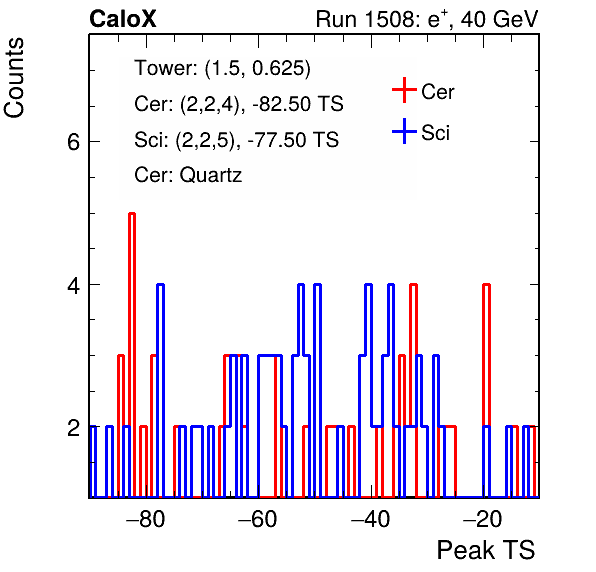 CaloX Run 1508: e⁺, 40 GeV
Counts
Tower: (1.5, 0.625)
Cer: (2,2,4), -82.50 TS
Sci: (2,2,5), -77.50 TS
Cer: Quartz
Cer
Sci
6
4
2
−80 −60 −40 −20
Peak TS